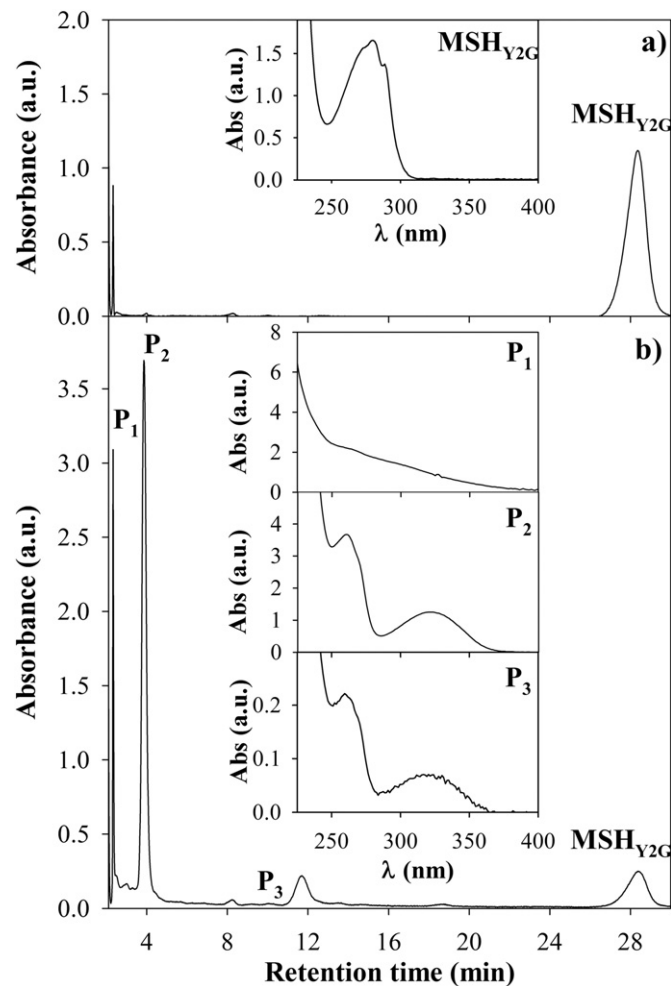 2.0
1.5
1.0
0.5
0.0
Absorbance (a.u.)
a)
MSH_Y2G
1.5
1.0
0.5
0.0
Abs (a.u.)
MSH_Y2G
250
300
350
400
λ (nm)
b)
P₁
P₂
P₃
MSH_Y2G
3.5
3.0
2.5
2.0
1.5
1.0
0.5
0.0
Absorbance (a.u.)
8
6
4
2
0
Abs (a.u.)
P₁
4
3
2
1
0
Abs (a.u.)
P₂
0.2
0.1
0.0
Abs (a.u.)
P₃
250
300
350
400
λ (nm)
4
8
12
16
20
24
28
Retention time (min)